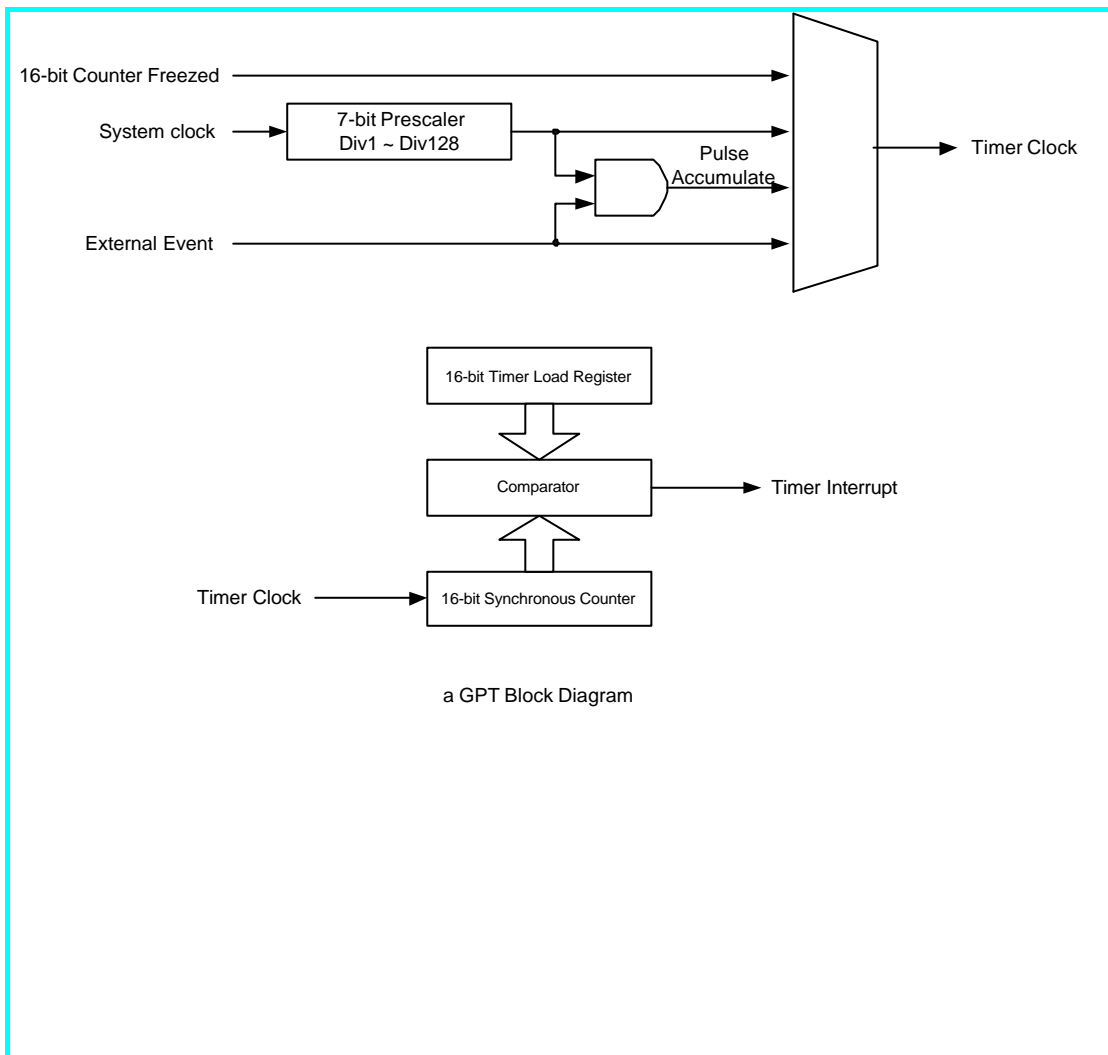 16-bit Counter Freezed
System clock
7-bit Prescaler
Div1 ~ Div128
Pulse
Accumulate
Timer Clock
External Event
16-bit Timer Load Register
Comparator
Timer Interrupt
Timer Clock
16-bit Synchronous Counter
a GPT Block Diagram